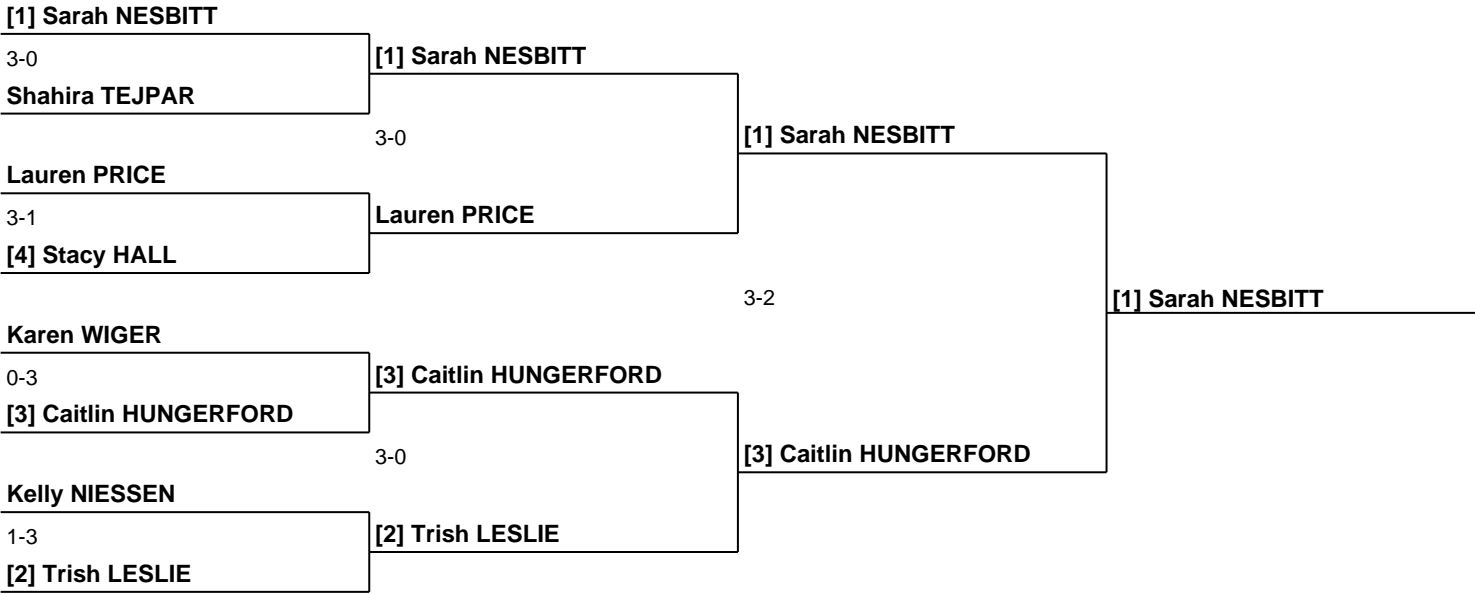 [1] Sarah NESBITT
3-0
[1] Sarah NESBITT
Shahira TEJPAR
3-0
[1] Sarah NESBITT
Lauren PRICE
3-1
Lauren PRICE
[4] Stacy HALL
3-2
[1] Sarah NESBITT
Karen WIGER
0-3
[3] Caitlin HUNGERFORD
[3] Caitlin HUNGERFORD
3-0
[3] Caitlin HUNGERFORD
Kelly NIESSEN
1-3
[2] Trish LESLIE
[2] Trish LESLIE